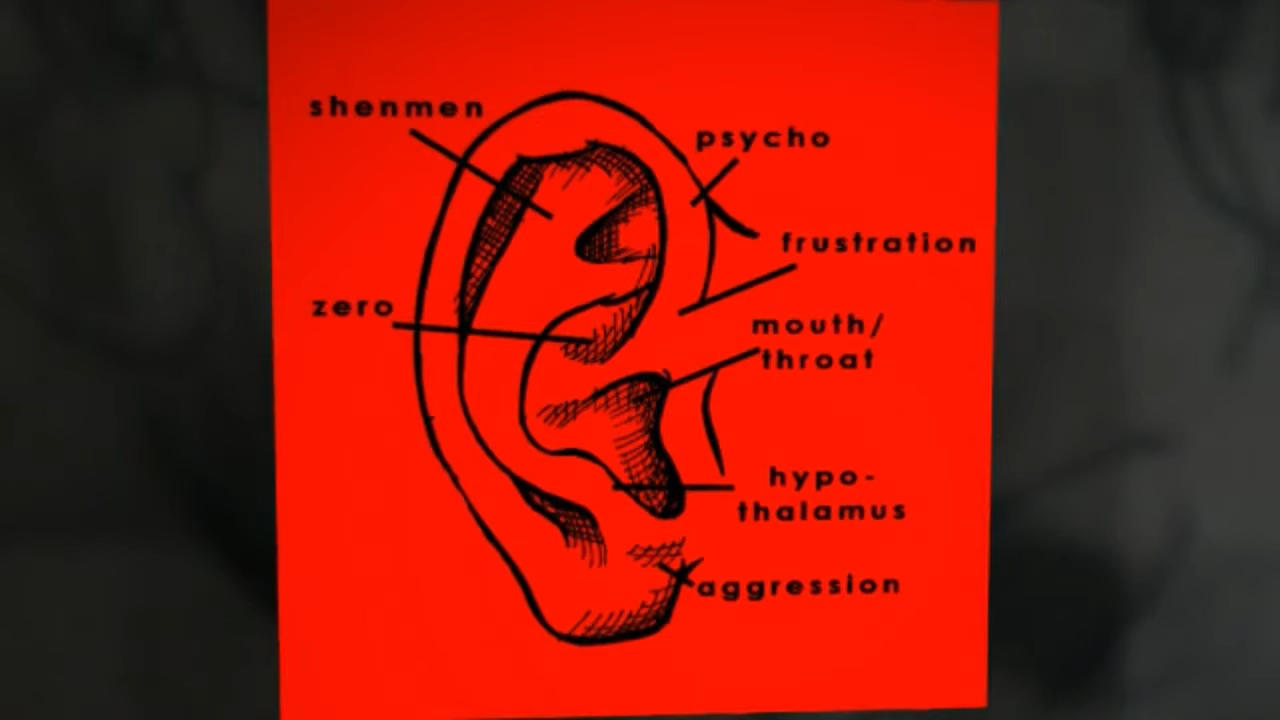 shenmen
psycho
frustration
zero
mouth/
throat
hypo-
thalamus
aggression